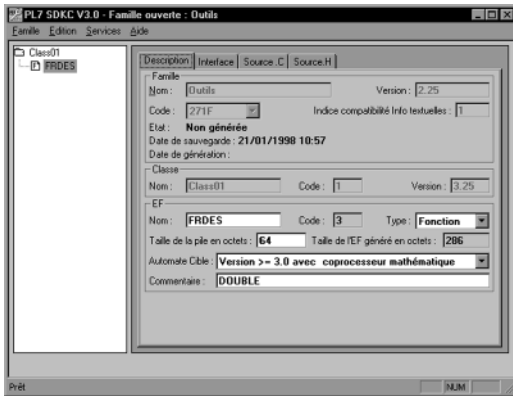 PL7 SDKC V3.0 - Famille ouverte : Outils
Famille Edition Services Aide
Class01
FRDES
Description Interface Source .C Source.H
Famille
Nom : Outils Version : 2.25
Code : 271F Indice compatibilité Info textuelles : 1
Etat : Non générée
Date de sauvegarde : 21/01/1998 10:57
Date de génération :
Classe
Nom : Class01 Code : 1 Version : 3.25
EF
Nom : FRDES Code : 3 Type : Fonction
Taille de la pile en octets : 64 Taille de l'EF généré en octets : 286
Automate Cible : Version >= 3.0 avec coprocesseur mathématique
Commentaire : DOUBLE
Prêt NUM